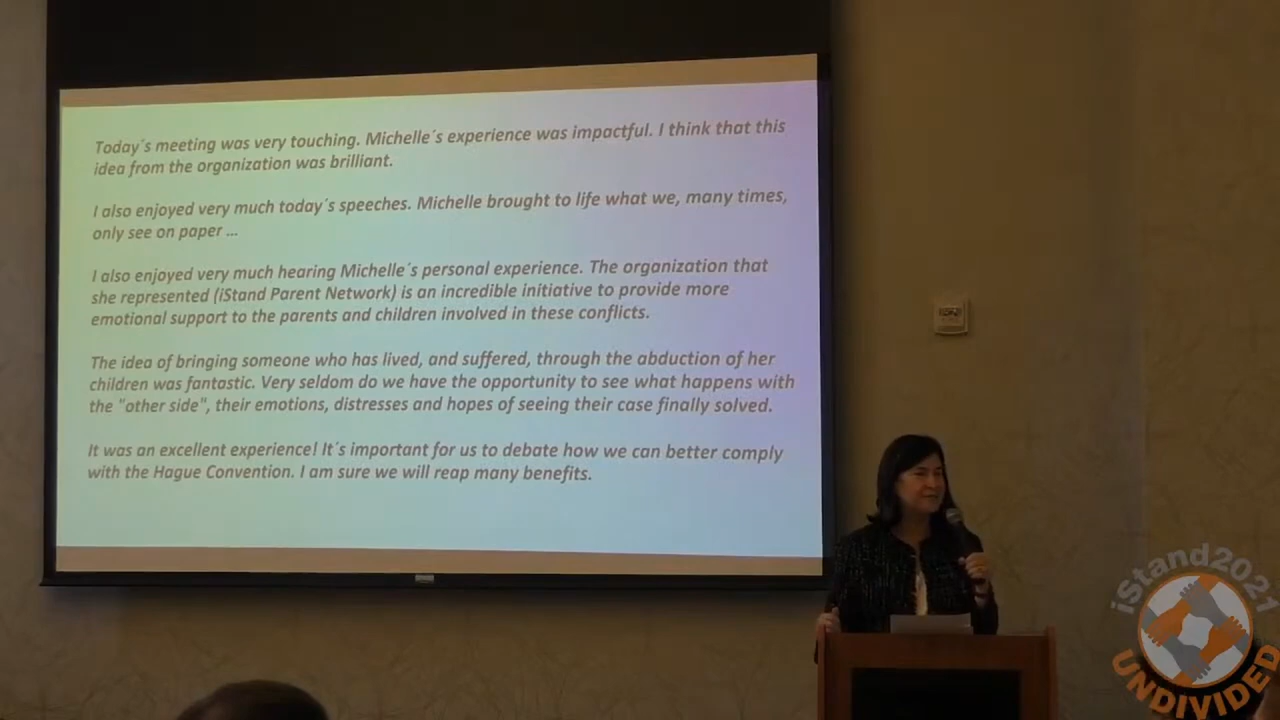 Today´s meeting was very touching. Michelle´s experience was impactful. I think that this
idea from the organization was brilliant.
I also enjoyed very much today´s speeches. Michelle brought to life what we, many times,
only see on paper …
I also enjoyed very much hearing Michelle´s personal experience. The organization that
she represented (iStand Parent Network) is an incredible initiative to provide more
emotional support to the parents and children involved in these conflicts.
The idea of bringing someone who has lived, and suffered, through the abduction of her
children was fantastic. Very seldom do we have the opportunity to see what happens with
the "other side", their emotions, distresses and hopes of seeing their case finally solved.
It was an excellent experience! It´s important for us to debate how we can better comply
with the Hague Convention. I am sure we will reap many benefits.
iStand2021
UNDIVIDED